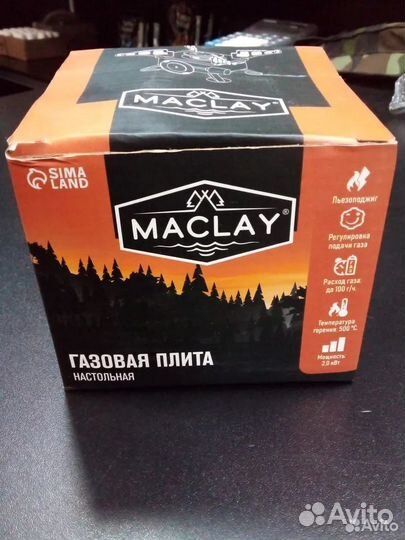 MACLAY
SIMA
LAND
MACLAY®
ГАЗОВАЯ ПЛИТА
НАСТОЛЬНАЯ
Пьезоподжиг
Регулировка
подачи газа
Расход газа:
до 100 г/ч.
Температура
горения: 500 °С.
Мощность:
2.0 кВт
Avito